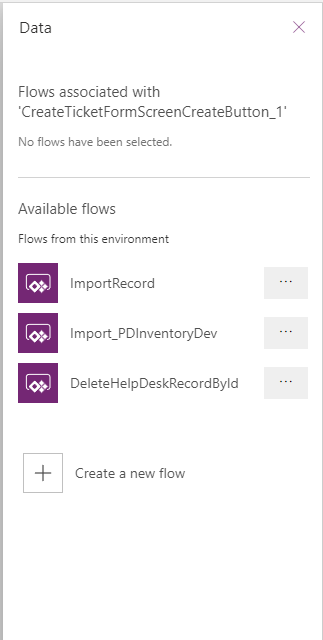 Data
Flows associated with
'CreateTicketFormScreenCreateButton_1'
No flows have been selected.
Available flows
Flows from this environment
ImportRecord
...
Import_PDInventoryDev
...
DeleteHelpDeskRecordById
...
Create a new flow